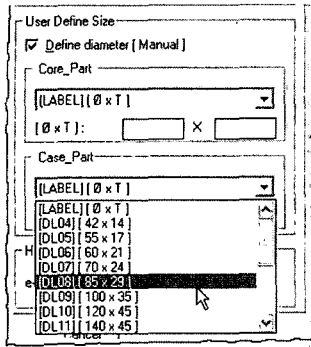 User Define Size
Define diameter [ Manual ]
Core_Part
[LABEL] [ Ø x T ]
[ Ø x T ] :
×
Case_Part
[LABEL] [ Ø x T ]
[LABEL] [ Ø x T ]
[DL04] [ 42 x 14 ]
[DL05] [ 55 x 17 ]
[DL06] [ 60 x 21 ]
[DL07] [ 70 x 24 ]
[DL08] [ 85 x 29 ]
[DL09] [ 100 x 35 ]
[DL10] [ 120 x 45 ]
[DL11] [ 140 x 45 ]
H
e